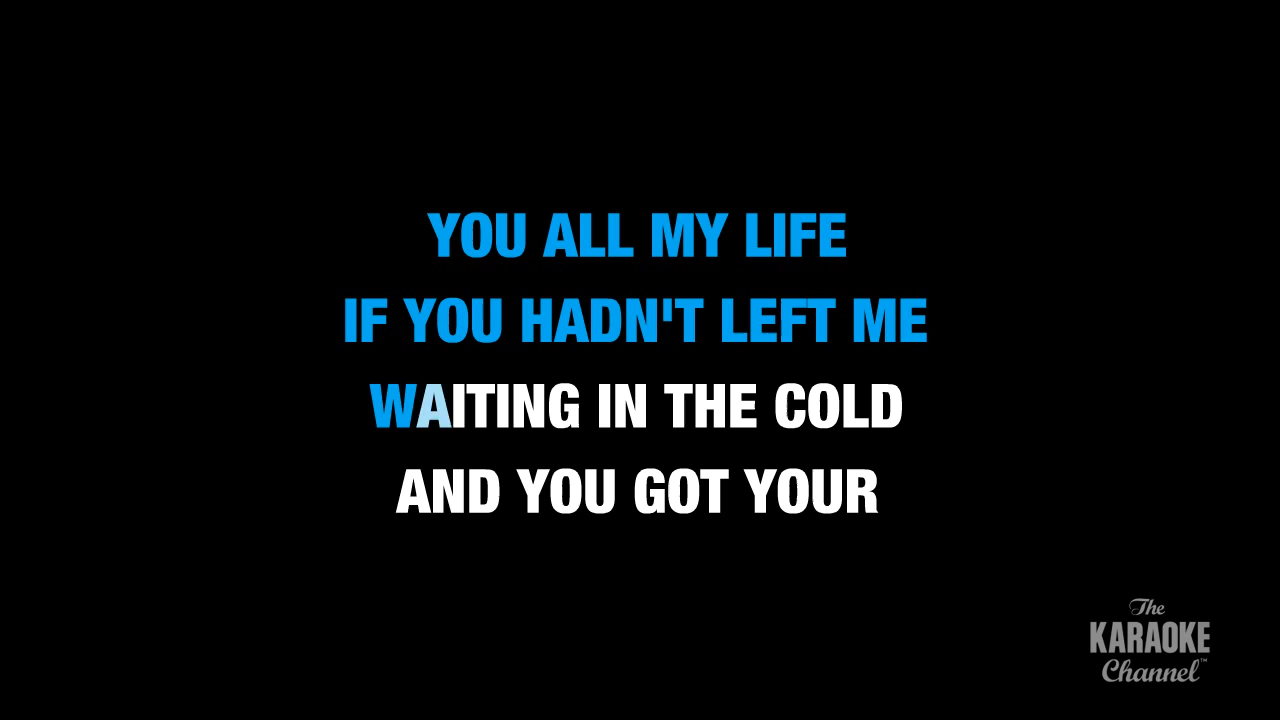 YOU ALL MY LIFE
IF YOU HADN'T LEFT ME
WAITING IN THE COLD
AND YOU GOT YOUR
The
KARAOKE
Channel™